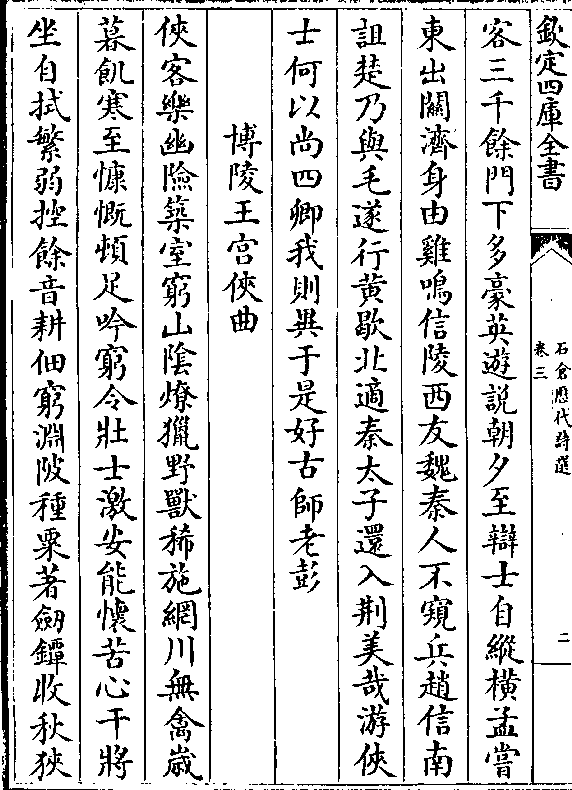 欽定四庫全書
石倉歷代詩選
卷三
二
客三千餘門下多豪英遊説朝夕至辯士自縱橫孟嘗
東出關濟身由雞鳴信陵西友魏秦人不窺兵趙信南
詛楚乃與毛遂行黄歇北適秦太子還入荆美哉游俠
士何以尚四卿我則異于是好古師老彭
博陵王宫俠曲
俠客樂幽險築室窮山陰燎獵野獸稀施網川無禽歳
暮飢寒至慷慨頓足吟窮令壯士激安能懷苦心干將
坐自拭繁弱控餘音耕佃窮淵陂種粟著劒鐔收秋狹